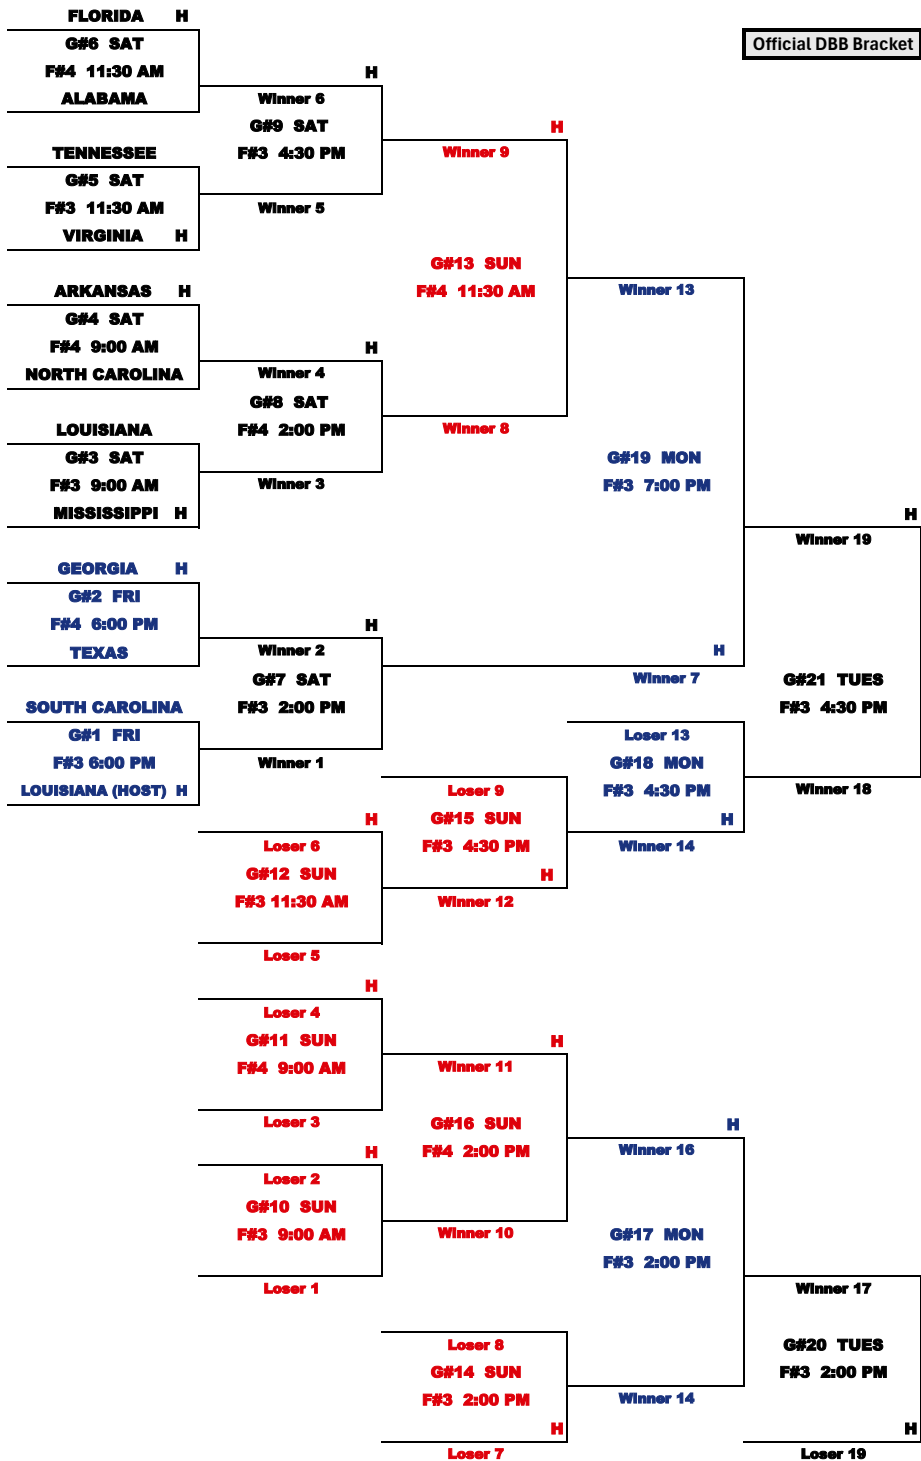 FLORIDA H
Official DBB Bracket
G#6 SAT
F#4 11:30 AM
ALABAMA
H
Winner 6
G#9 SAT
F#3 4:30 PM
Winner 5
TENNESSEE
G#5 SAT
F#3 11:30 AM
VIRGINIA H
H
Winner 9
G#13 SUN
F#4 11:30 AM
Winner 8
ARKANSAS H
G#4 SAT
F#4 9:00 AM
NORTH CAROLINA
H
Winner 4
G#8 SAT
F#4 2:00 PM
Winner 3
LOUISIANA
G#3 SAT
F#3 9:00 AM
MISSISSIPPI H
Winner 13
G#19 MON
F#3 7:00 PM
H
Winner 7
GEORGIA H
G#2 FRI
F#4 6:00 PM
TEXAS
H
Winner 2
G#7 SAT
F#3 2:00 PM
Winner 1
SOUTH CAROLINA
G#1 FRI
F#3 6:00 PM
LOUISIANA (HOST) H
H
Winner 19
G#21 TUES
F#3 4:30 PM
Winner 18
Loser 13
G#18 MON
F#3 4:30 PM
H
Winner 14
Loser 9
G#15 SUN
F#3 4:30 PM
H
Winner 12
H
Loser 6
G#12 SUN
F#3 11:30 AM
Loser 5
H
Loser 4
G#11 SUN
F#4 9:00 AM
Loser 3
H
Winner 11
G#16 SUN
F#4 2:00 PM
Winner 10
H
Loser 2
G#10 SUN
F#3 9:00 AM
Loser 1
H
Winner 16
G#17 MON
F#3 2:00 PM
Winner 14
Loser 8
G#14 SUN
F#3 2:00 PM
H
Loser 7
Winner 17
G#20 TUES
F#3 2:00 PM
H
Loser 19